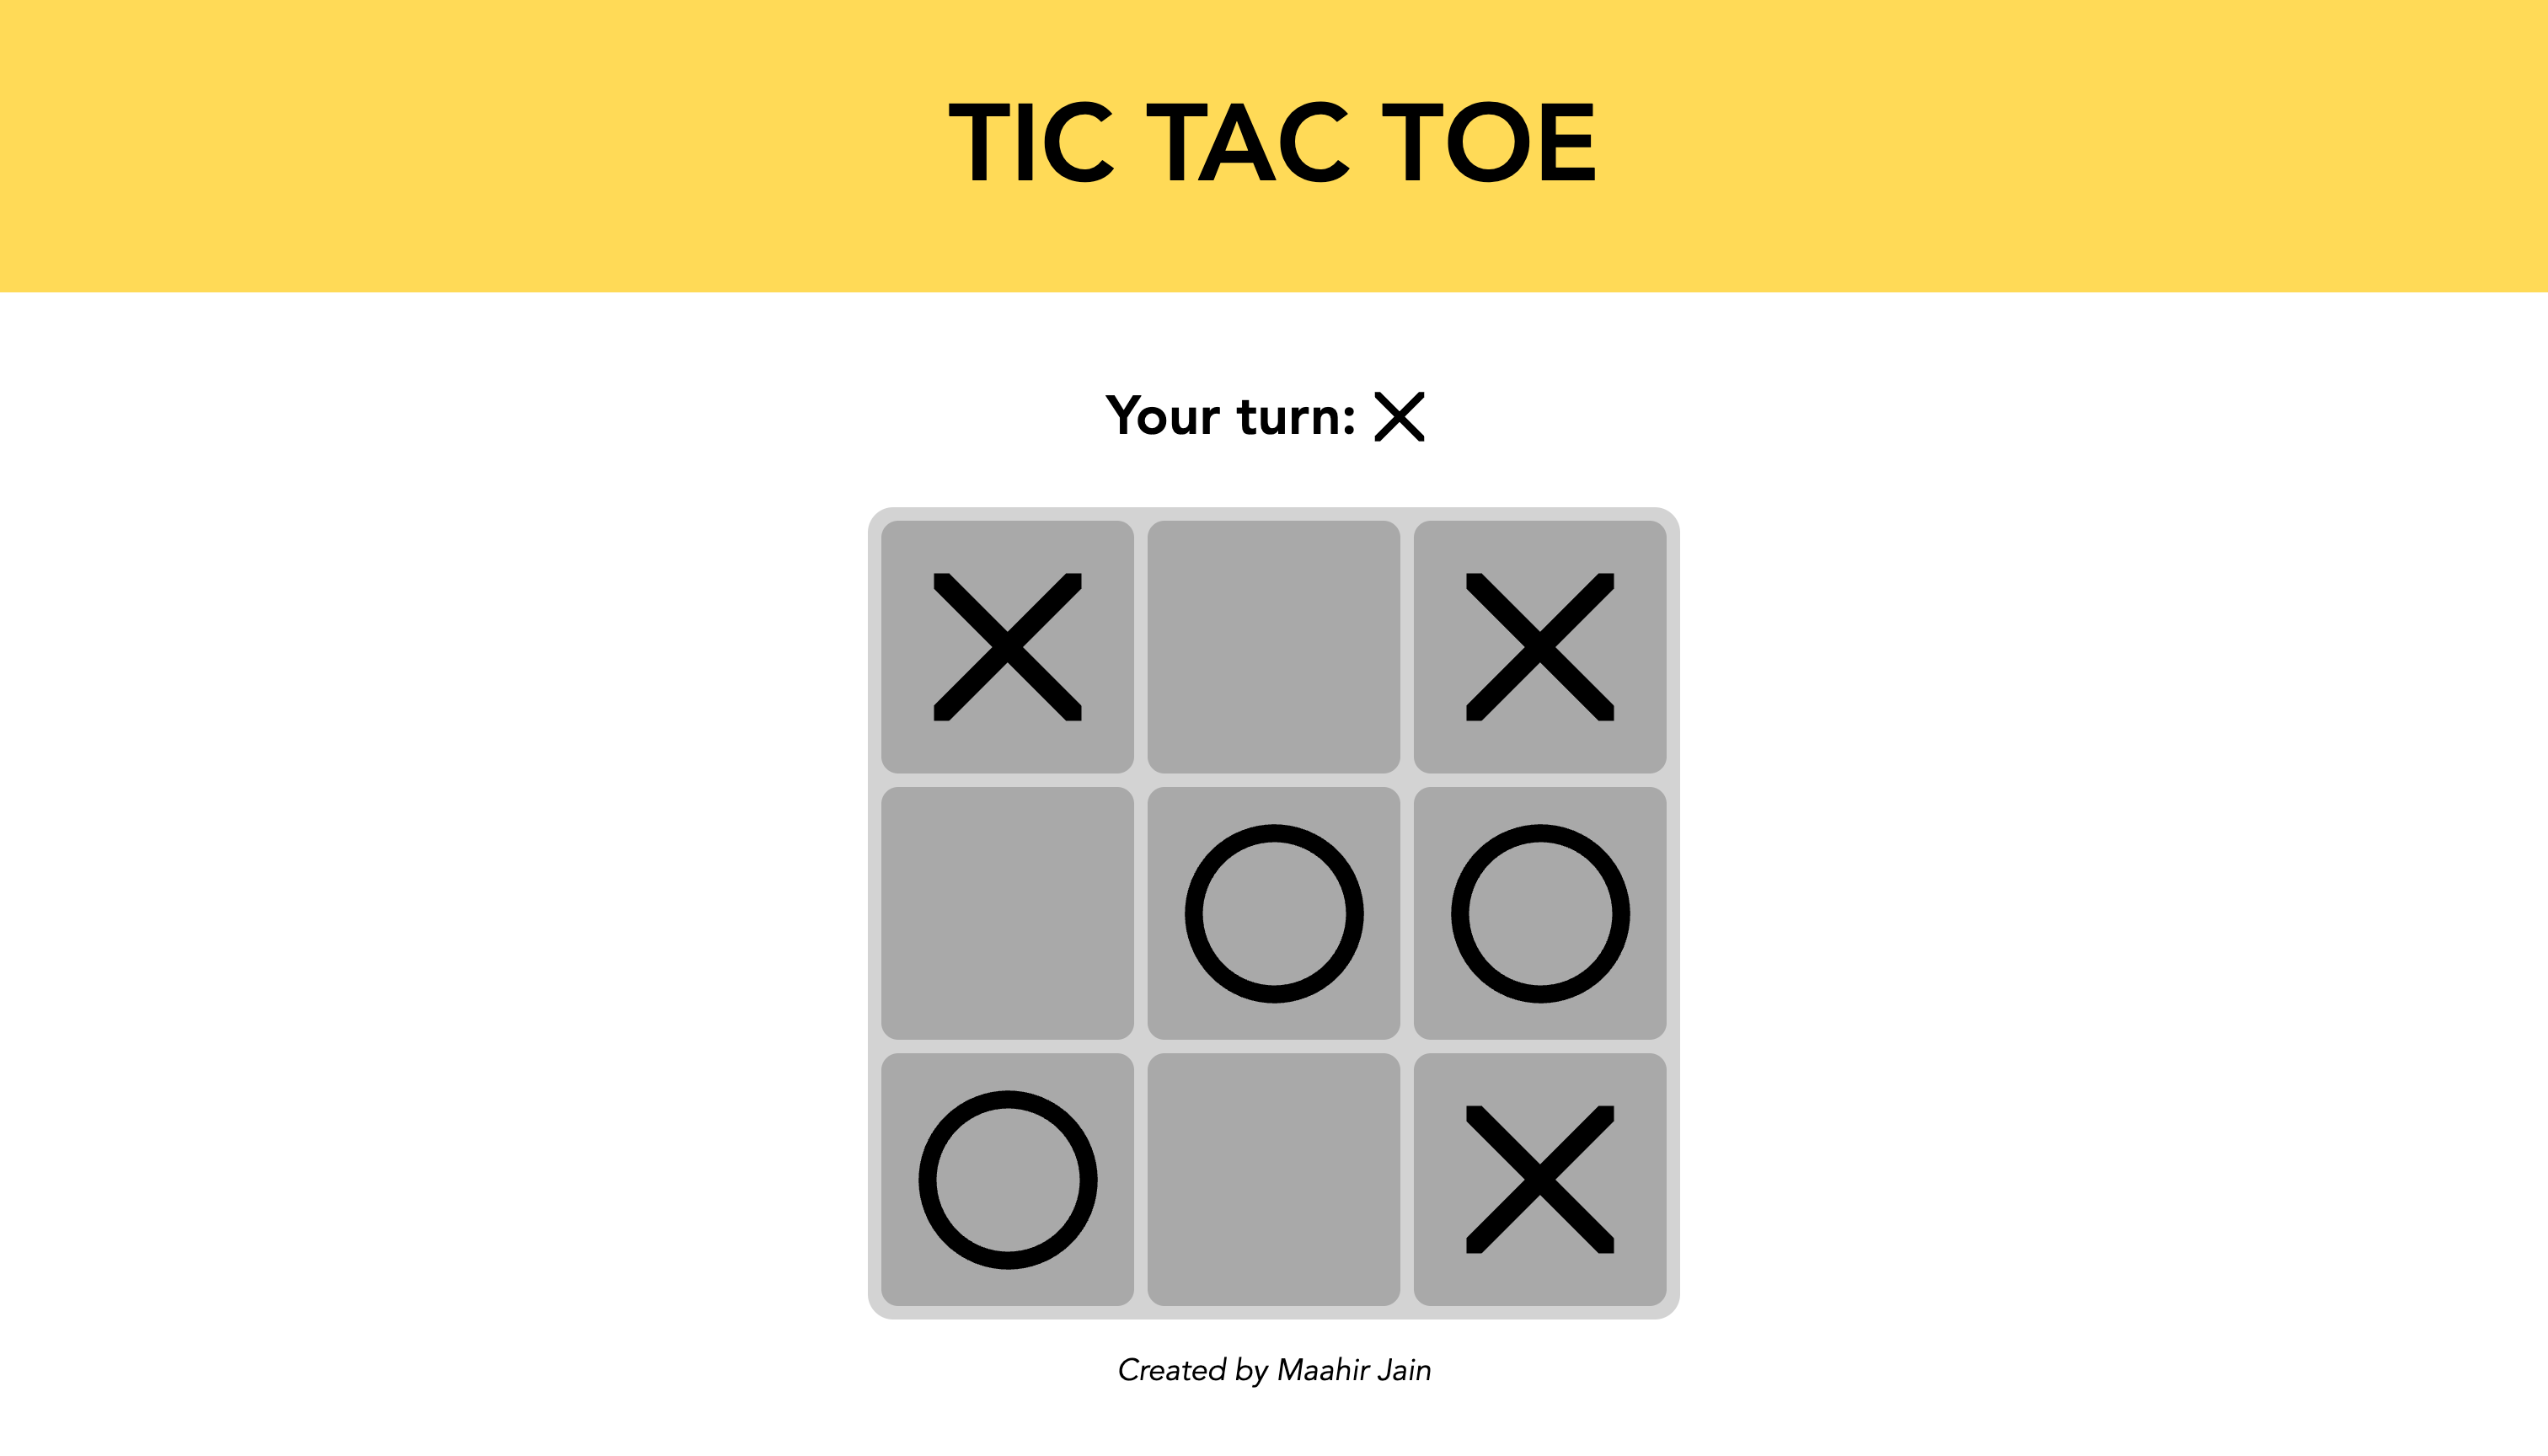 TIC TAC TOE
Your turn: X
X X
O O
O X
Created by Maahir Jain